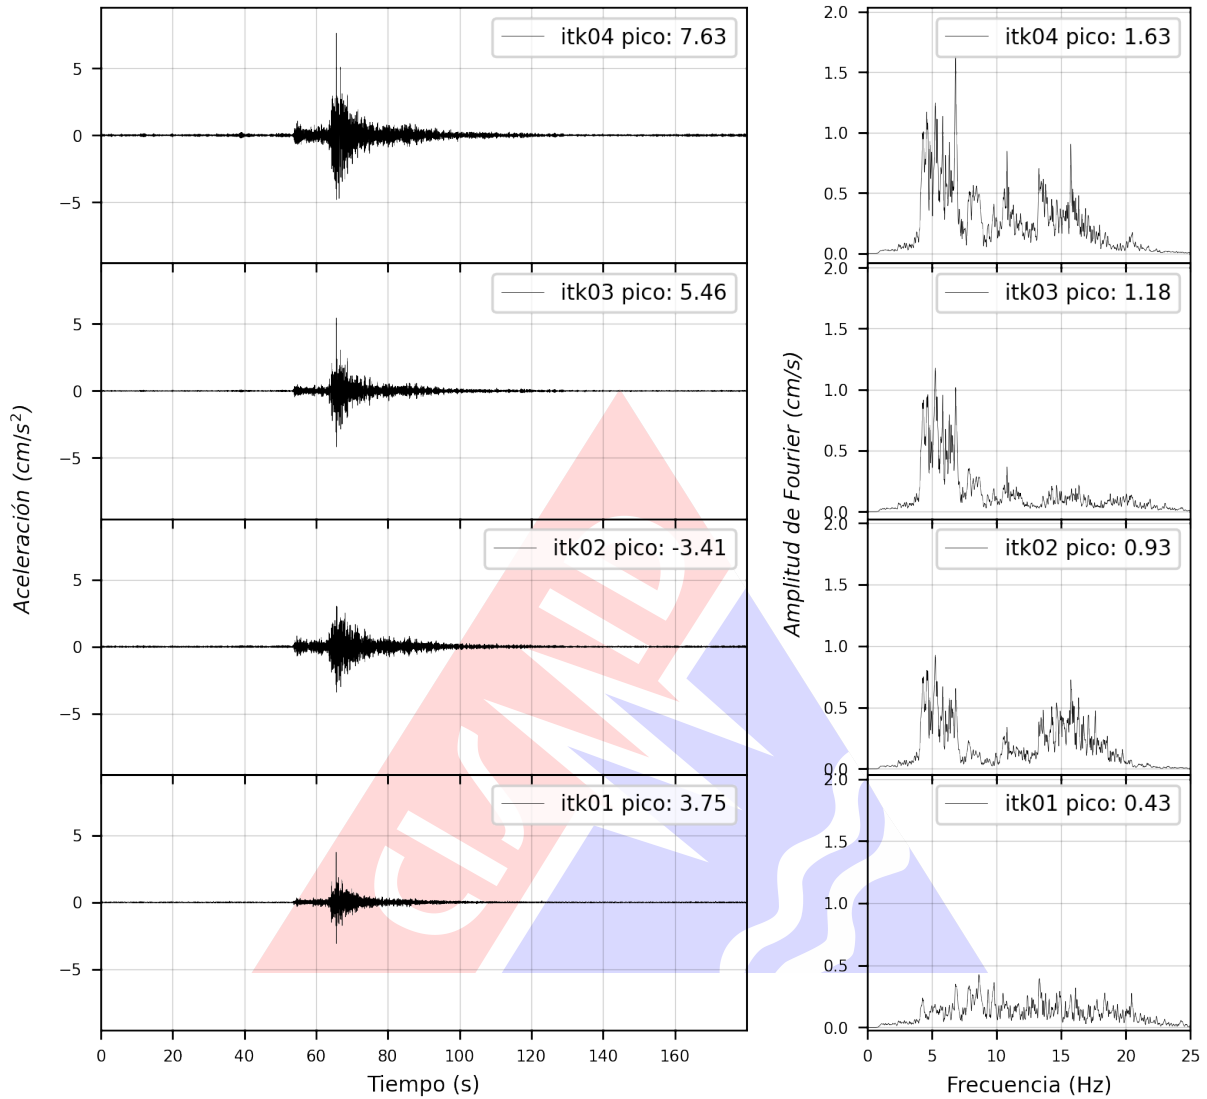 itk04 pico: 7.63
5
0
−5
itk03 pico: 5.46
5
0
−5
itk02 pico: -3.41
5
0
−5
itk01 pico: 3.75
5
0
−5
0 20 40 60 80 100 120 140 160
Tiempo (s)
Aceleración (cm/s²)
itk04 pico: 1.63
2.0
1.5
1.0
0.5
0.0
itk03 pico: 1.18
2.0
1.5
1.0
0.5
0.0
itk02 pico: 0.93
2.0
1.5
1.0
0.5
0.0
itk01 pico: 0.43
2.0
1.5
1.0
0.5
0.0
0 5 10 15 20 25
Frecuencia (Hz)
Amplitud de Fourier (cm/s)
CISMID